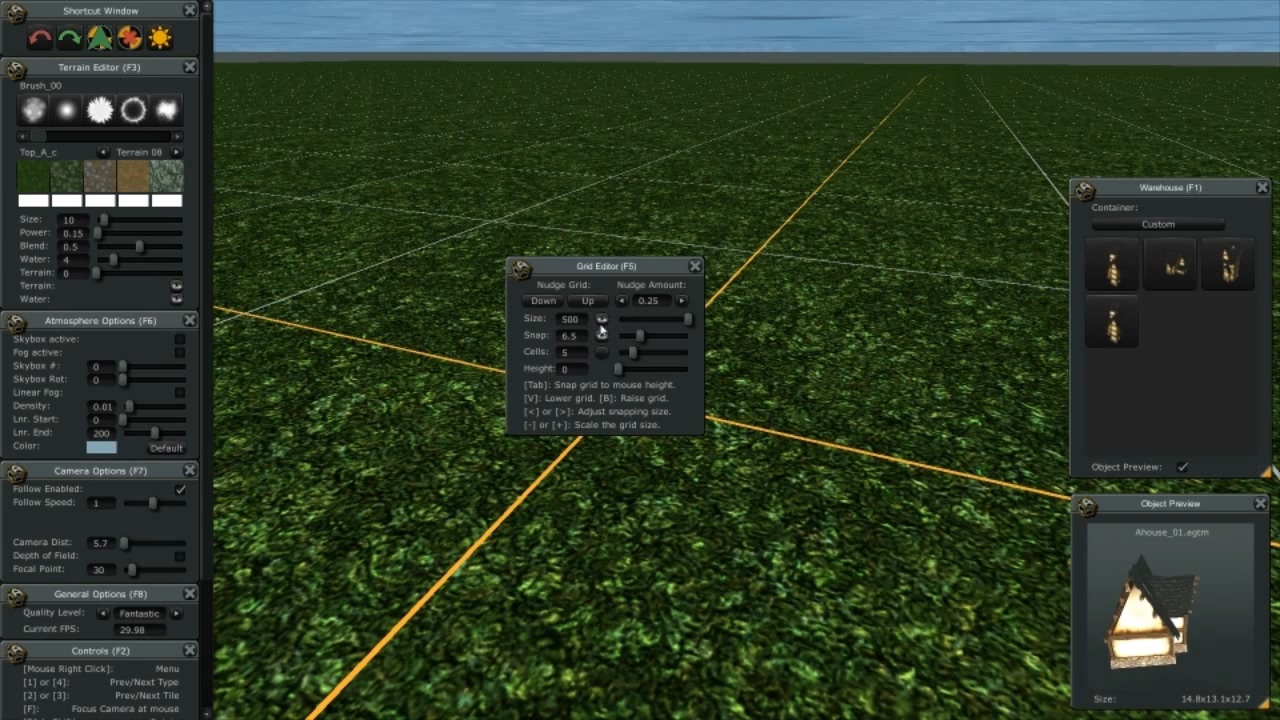 Shortcut Window
Terrain Editor (F3)
Brush_00
Top_A_c
Terrain 08
Size: 10
Power: 0.15
Blend: 0.5
Water: 4
Terrain: 0
Terrain:
Water:
Atmosphere Options (F6)
Skybox active:
Fog active:
Skybox #: 0
Skybox Rot: 0
Linear Fog:
Density: 0.01
Lnr. Start: 0
Lnr. End: 200
Color: Default
Camera Options (F7)
Follow Enabled:
Follow Speed: 1
Camera Dist: 5.7
Depth of Field:
Focal Point: 30
General Options (F8)
Quality Level: Fantastic
Current FPS: 29.98
Controls (F2)
[Mouse Right Click]: Menu
[1] or [4]: Prev/Next Type
[2] or [3]: Prev/Next Tile
[F]: Focus Camera at mouse
Grid Editor (F5)
Nudge Grid: Nudge Amount:
Down Up 0.25
Size: 500
Snap: 6.5
Cells: 5
Height: 0
[Tab]: Snap grid to mouse height.
[V]: Lower grid. [B]: Raise grid.
[<] or [>]: Adjust snapping size.
[-] or [+]: Scale the grid size.
Warehouse (F1)
Container:
Custom
Object Preview:
Object Preview
Ahouse_01.agtm
Size: 14.8x13.1x12.7